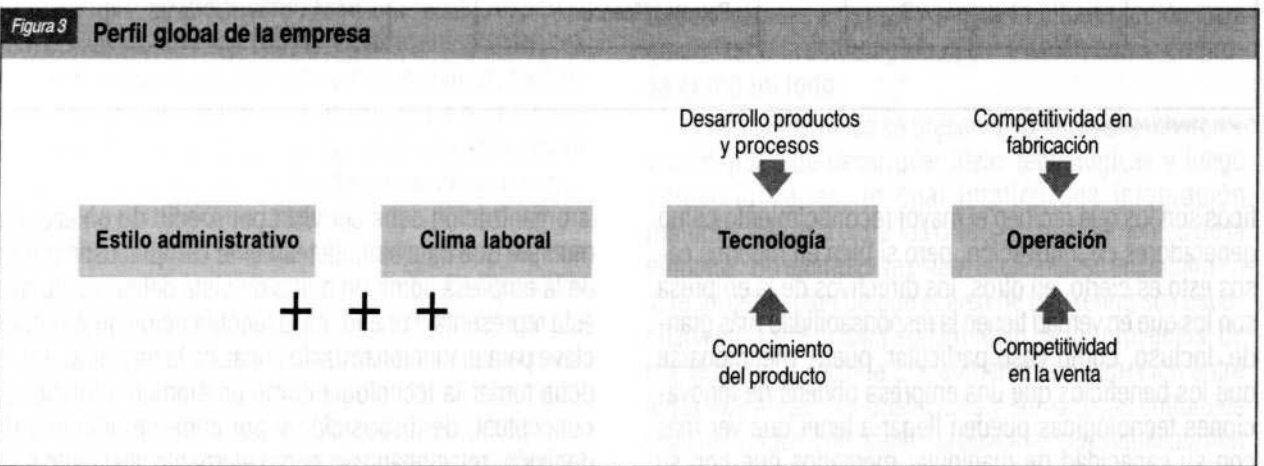 Figura 3 Perfil global de la empresa
Desarrollo productos
y procesos
Competitividad en
fabricación
Estilo administrativo
Clima laboral
Tecnología
Operación
+ + +
Conocimiento
del producto
Competitividad
en la venta